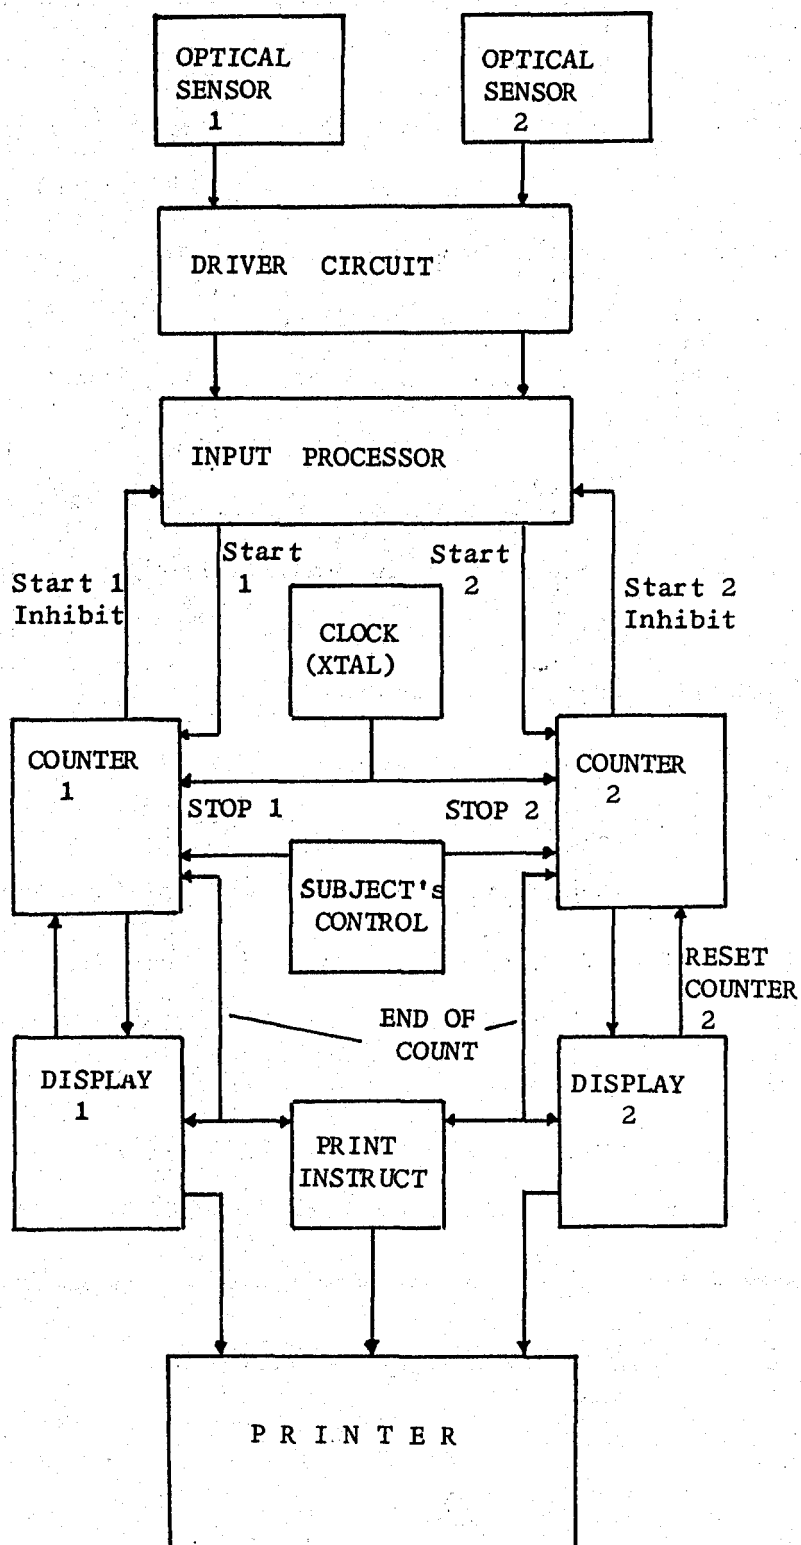 OPTICAL
SENSOR
1
OPTICAL
SENSOR
2
DRIVER CIRCUIT
INPUT PROCESSOR
Start
1
Start
2
Start 1
Inhibit
Start 2
Inhibit
CLOCK
(XTAL)
COUNTER
1
COUNTER
2
STOP 1
STOP 2
SUBJECT's
CONTROL
RESET
COUNTER
2
END OF
COUNT
DISPLAY
1
DISPLAY
2
PRINT
INSTRUCT
PRINTER